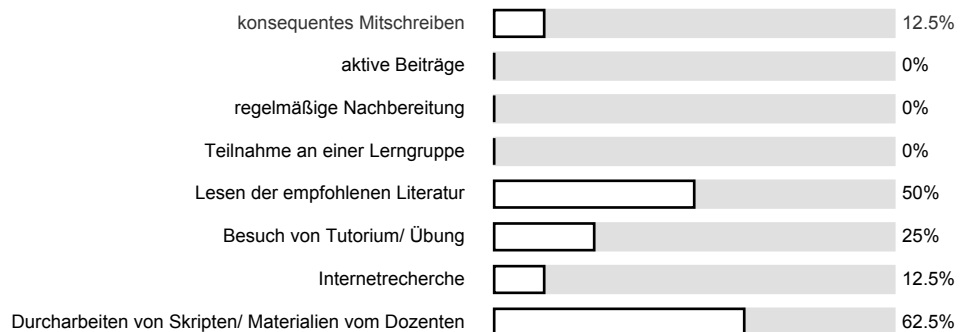 konsequentes Mitschreiben 12.5%
aktive Beiträge 0%
regelmäßige Nachbereitung 0%
Teilnahme an einer Lerngruppe 0%
Lesen der empfohlenen Literatur 50%
Besuch von Tutorium/ Übung 25%
Internetrecherche 12.5%
Durcharbeiten von Skripten/ Materialien vom Dozenten 62.5%